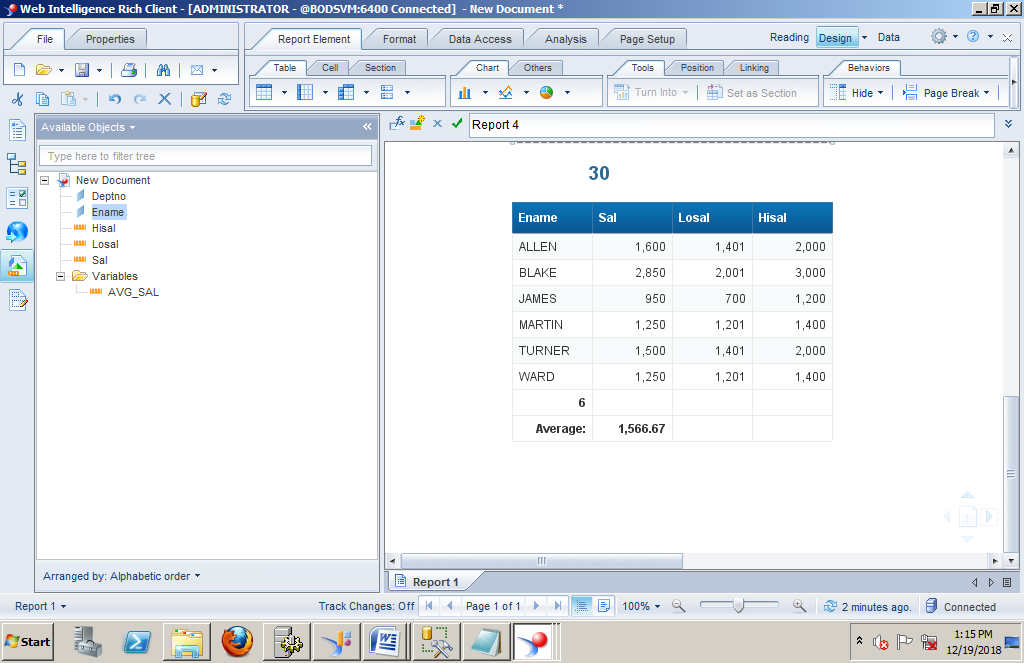 Web Intelligence Rich Client - [ADMINISTRATOR - @BODSVM:6400 Connected] - New Document *
File Properties
Report Element Format Data Access Analysis Page Setup Reading Design Data
Table Cell Section Chart Others Tools Position Linking Behaviors
Turn Into Set as Section Hide Page Break
Available Objects
Report 4
Type here to filter tree
New Document
Deptno
Ename
Hisal
Losal
Sal
Variables
AVG_SAL
30
Ename Sal Losal Hisal
ALLEN 1,600 1,401 2,000
BLAKE 2,850 2,001 3,000
JAMES 950 700 1,200
MARTIN 1,250 1,201 1,400
TURNER 1,500 1,401 2,000
WARD 1,250 1,201 1,400
6
Average: 1,566.67
Arranged by: Alphabetic order
Report 1
Report 1 Track Changes: Off Page 1 of 1 100% 2 minutes ago. Connected
Start
1:15 PM
12/19/2018